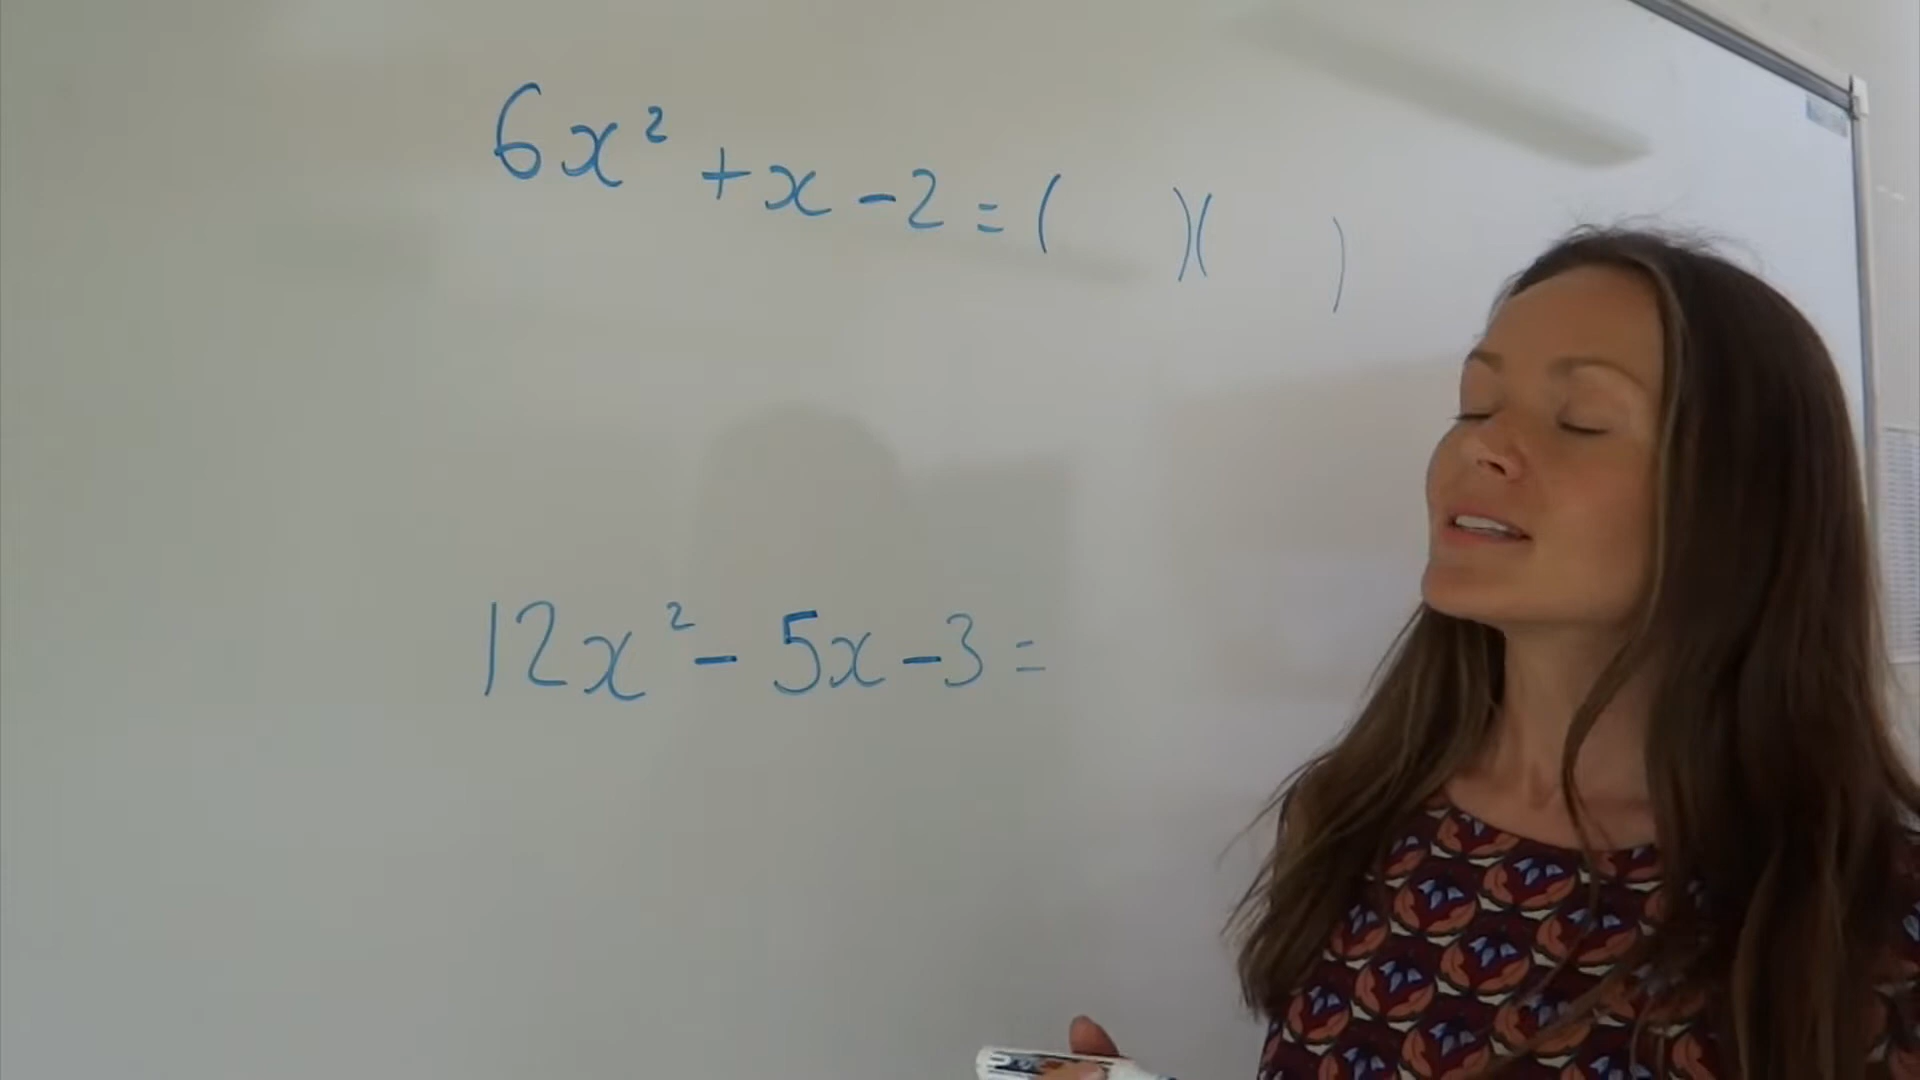 6x² + x - 2 = ( )( )
12x² - 5x - 3 =